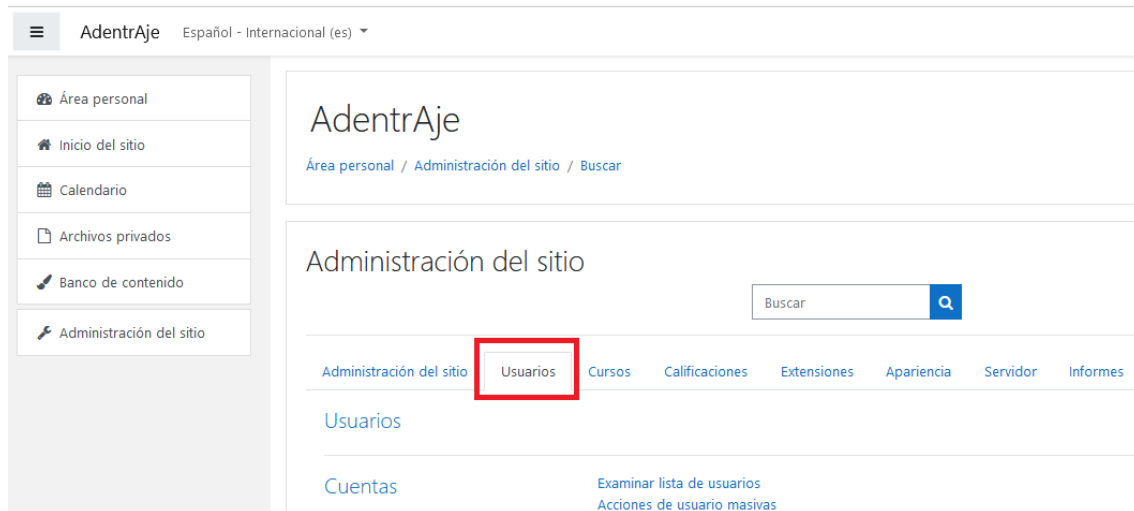 AdentrAje Español - Internacional (es)
Área personal
Inicio del sitio
Calendario
Archivos privados
Banco de contenido
Administración del sitio
AdentrAje
Área personal / Administración del sitio / Buscar
Administración del sitio
Buscar
Administración del sitio Usuarios Cursos Calificaciones Extensiones Apariencia Servidor Informes
Usuarios
Cuentas Examinar lista de usuarios
Acciones de usuario masivas